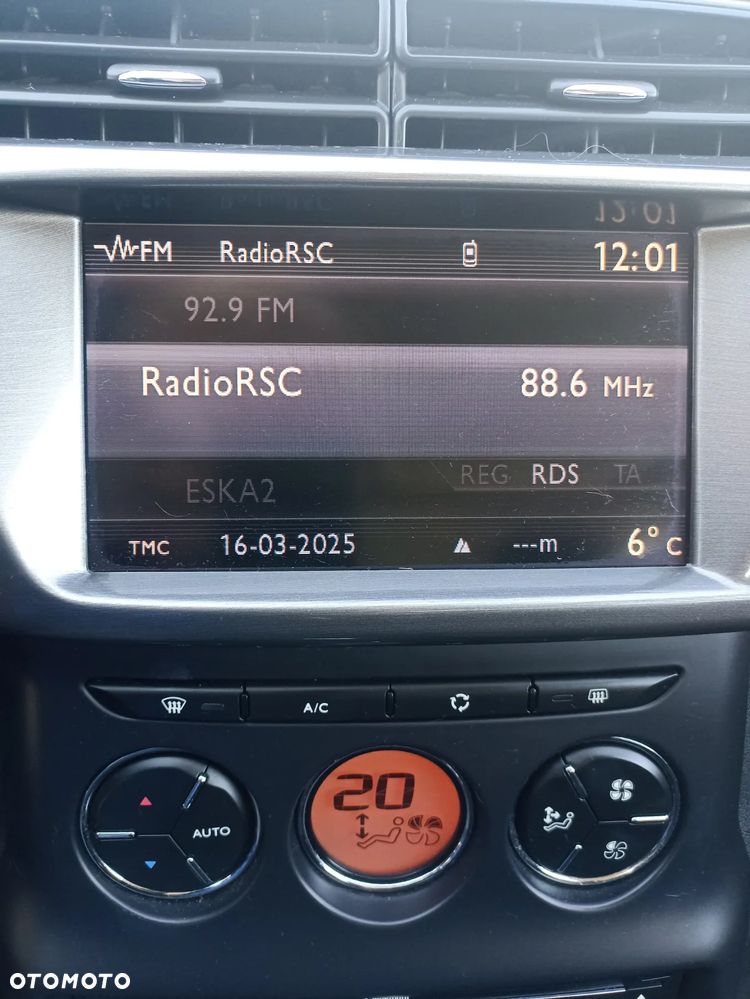 FM RadioRSC 12:01
92.9 FM
RadioRSC 88.6 MHz
REG RDS TA
ESKA2
TMC 16-03-2025 ---m 6° C
A/C
20
AUTO
OTOMOTO